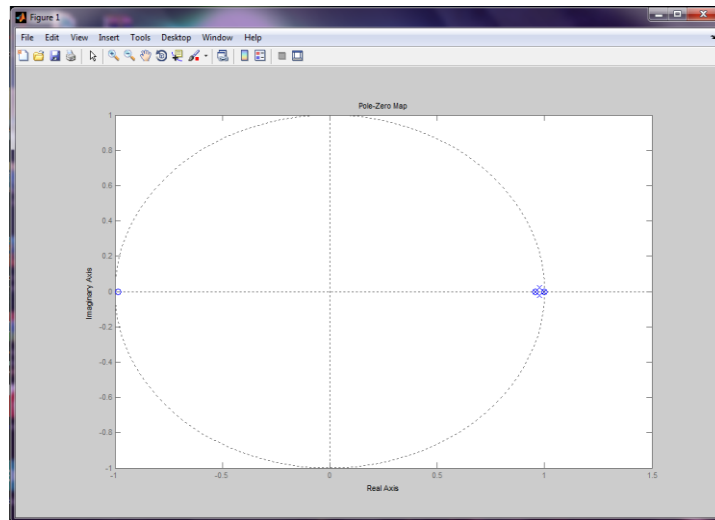 Figure 1
File Edit View Insert Tools Desktop Window Help
Pole-Zero Map
1
0.8
0.6
0.4
0.2
0
-0.2
-0.4
-0.6
-0.8
-1
Imaginary Axis
-1 -0.5 0 0.5 1 1.5
Real Axis